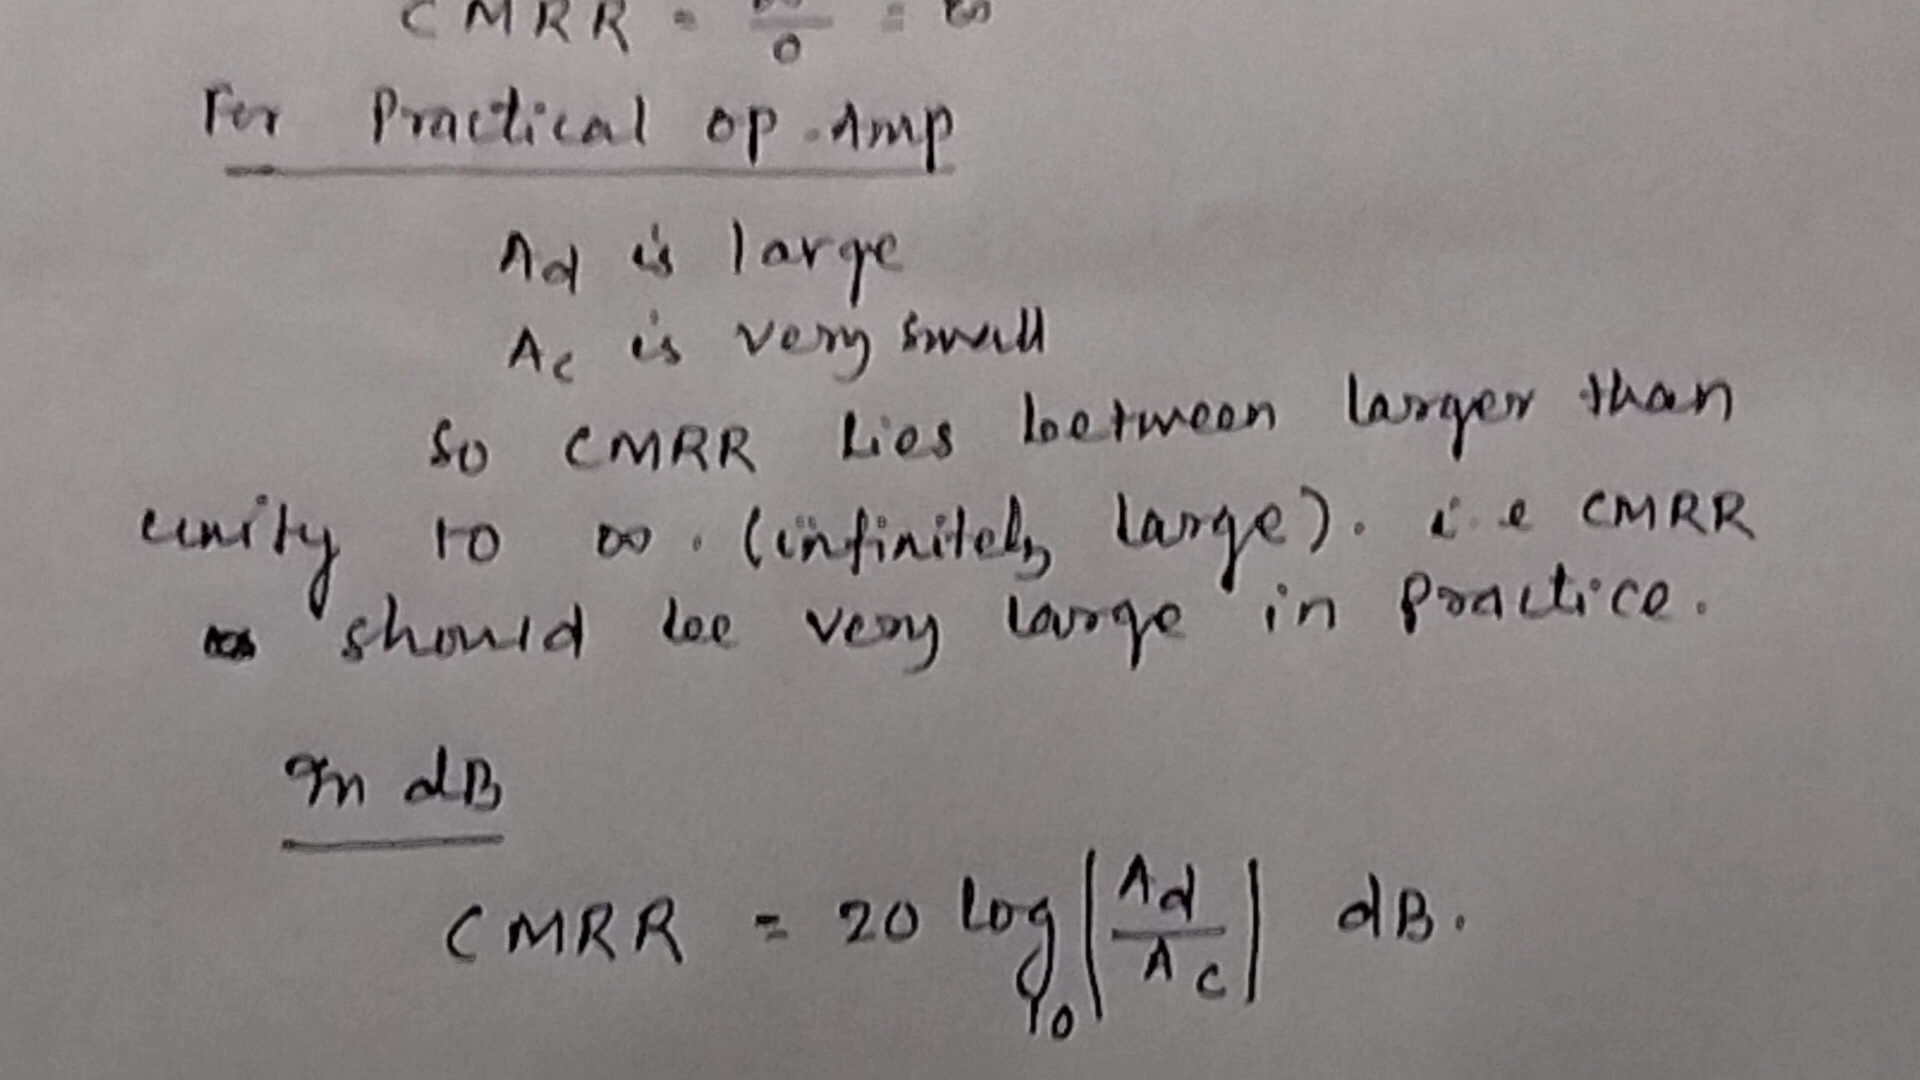 CMRR = ∞/0 = ∞
For Practical op-Amp
Ad is large
Ac is very small
So CMRR Lies between larger than
unity to ∞. (infinitely large). i.e CMRR
should be very large in practice.
In dB
CMRR = 20 log10 |Ad/Ac| dB.